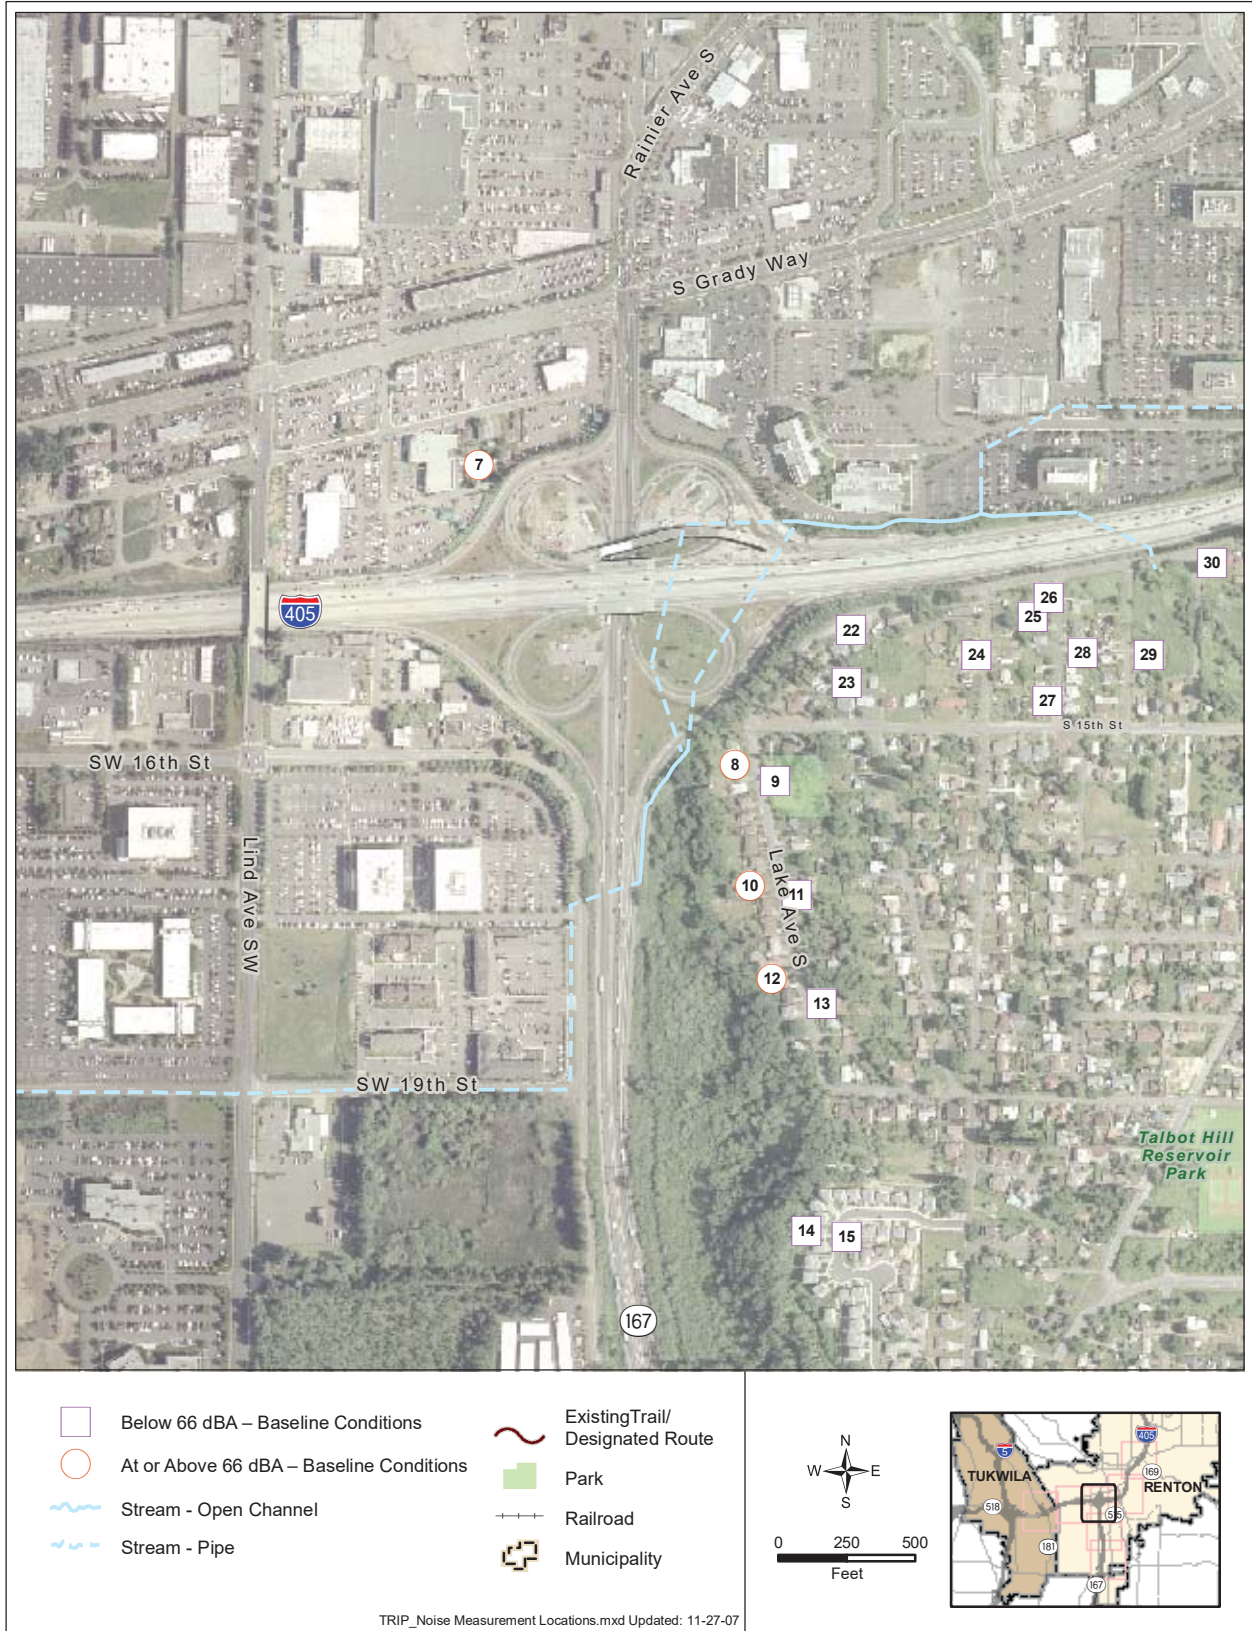 Rainier Ave S
S Grady Way
7
405
30
26
25
22
24
28
29
23
27
S 15th St
SW 16th St
8
9
Lind Ave SW
Lake Ave S
10
11
12
13
SW 19th St
Talbot Hill
Reservoir
Park
14
15
167
Below 66 dBA – Baseline Conditions
At or Above 66 dBA – Baseline Conditions
Stream - Open Channel
Stream - Pipe
ExistingTrail/
Designated Route
Park
Railroad
Municipality
N
W E
S
0 250 500
Feet
405
5
TUKWILA
169
RENTON
518
515
181
167
TRIP_Noise Measurement Locations.mxd Updated: 11-27-07